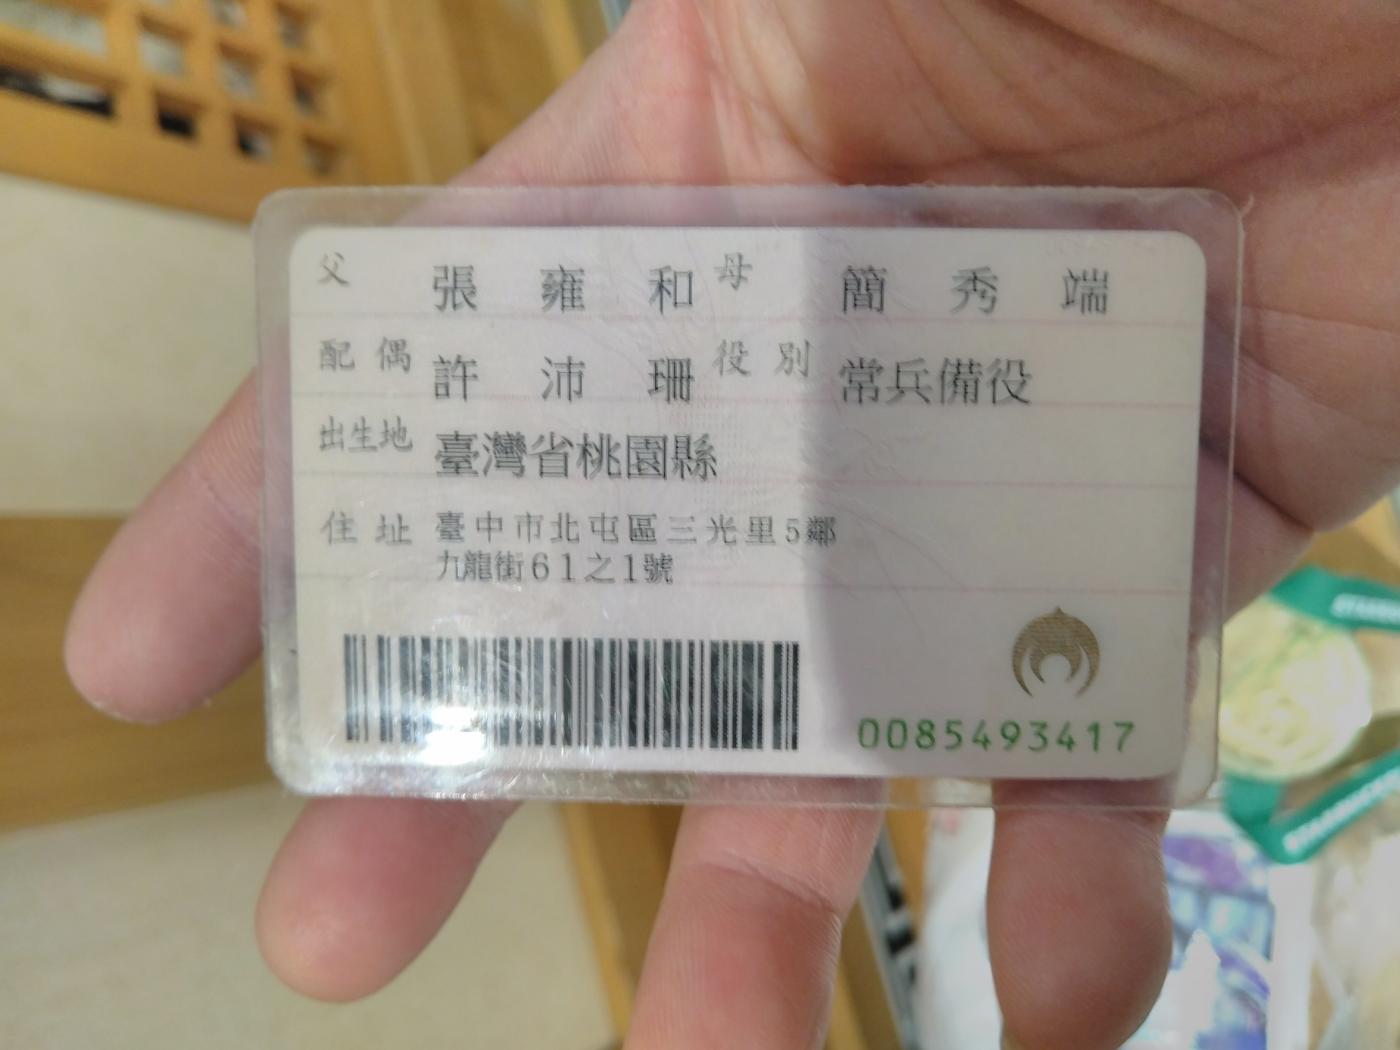 父 張雍和 母 簡秀端
配偶 許沛珊 役別 常兵備役
出生地 臺灣省桃園縣
住址 臺中市北屯區三光里5鄰
九龍街61之1號
0085493417